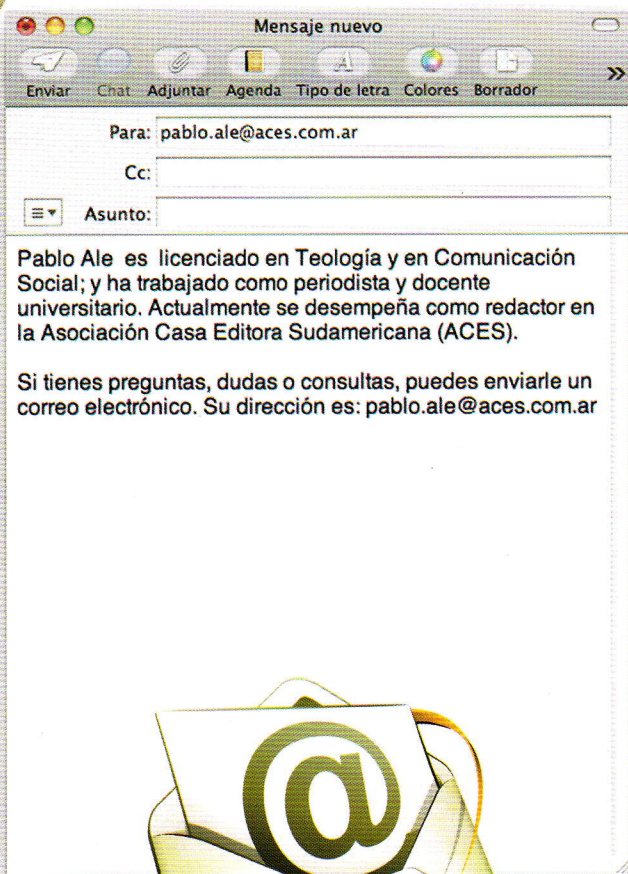 Mensaje nuevo
Enviar Chat Adjuntar Agenda Tipo de letra Colores Borrador
Para: pablo.ale@aces.com.ar
Cc:
Asunto:
Pablo Ale es licenciado en Teología y en Comunicación
Social; y ha trabajado como periodista y docente
universitario. Actualmente se desempeña como redactor en
la Asociación Casa Editora Sudamericana (ACES).
Si tienes preguntas, dudas o consultas, puedes enviarle un
correo electrónico. Su dirección es: pablo.ale@aces.com.ar
@